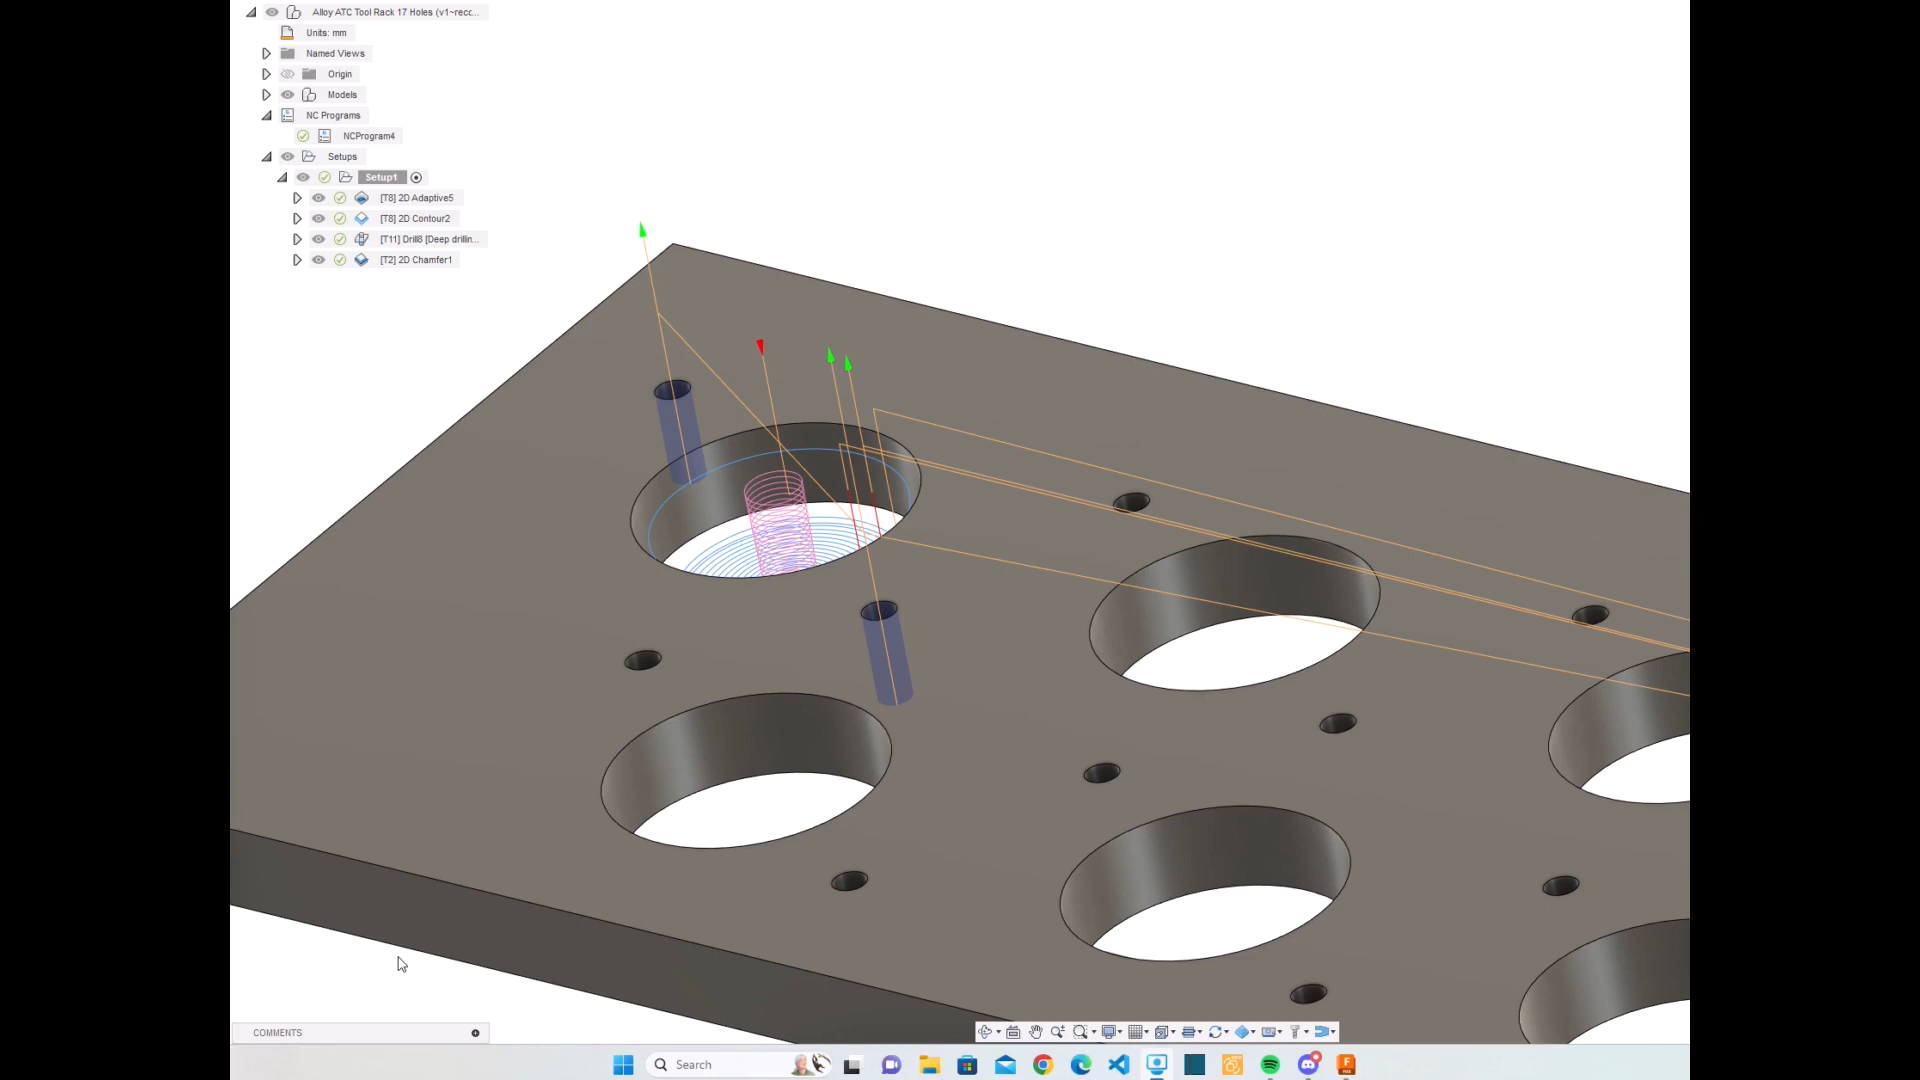 Alloy ATC Tool Rack 17 Holes (v1~recc...
Units: mm
Named Views
Origin
Models
NC Programs
NCProgram4
Setups
Setup1
[T8] 2D Adaptive5
[T8] 2D Contour2
[T11] Drill8 [Deep drillin...
[T2] 2D Chamfer1
COMMENTS
Search